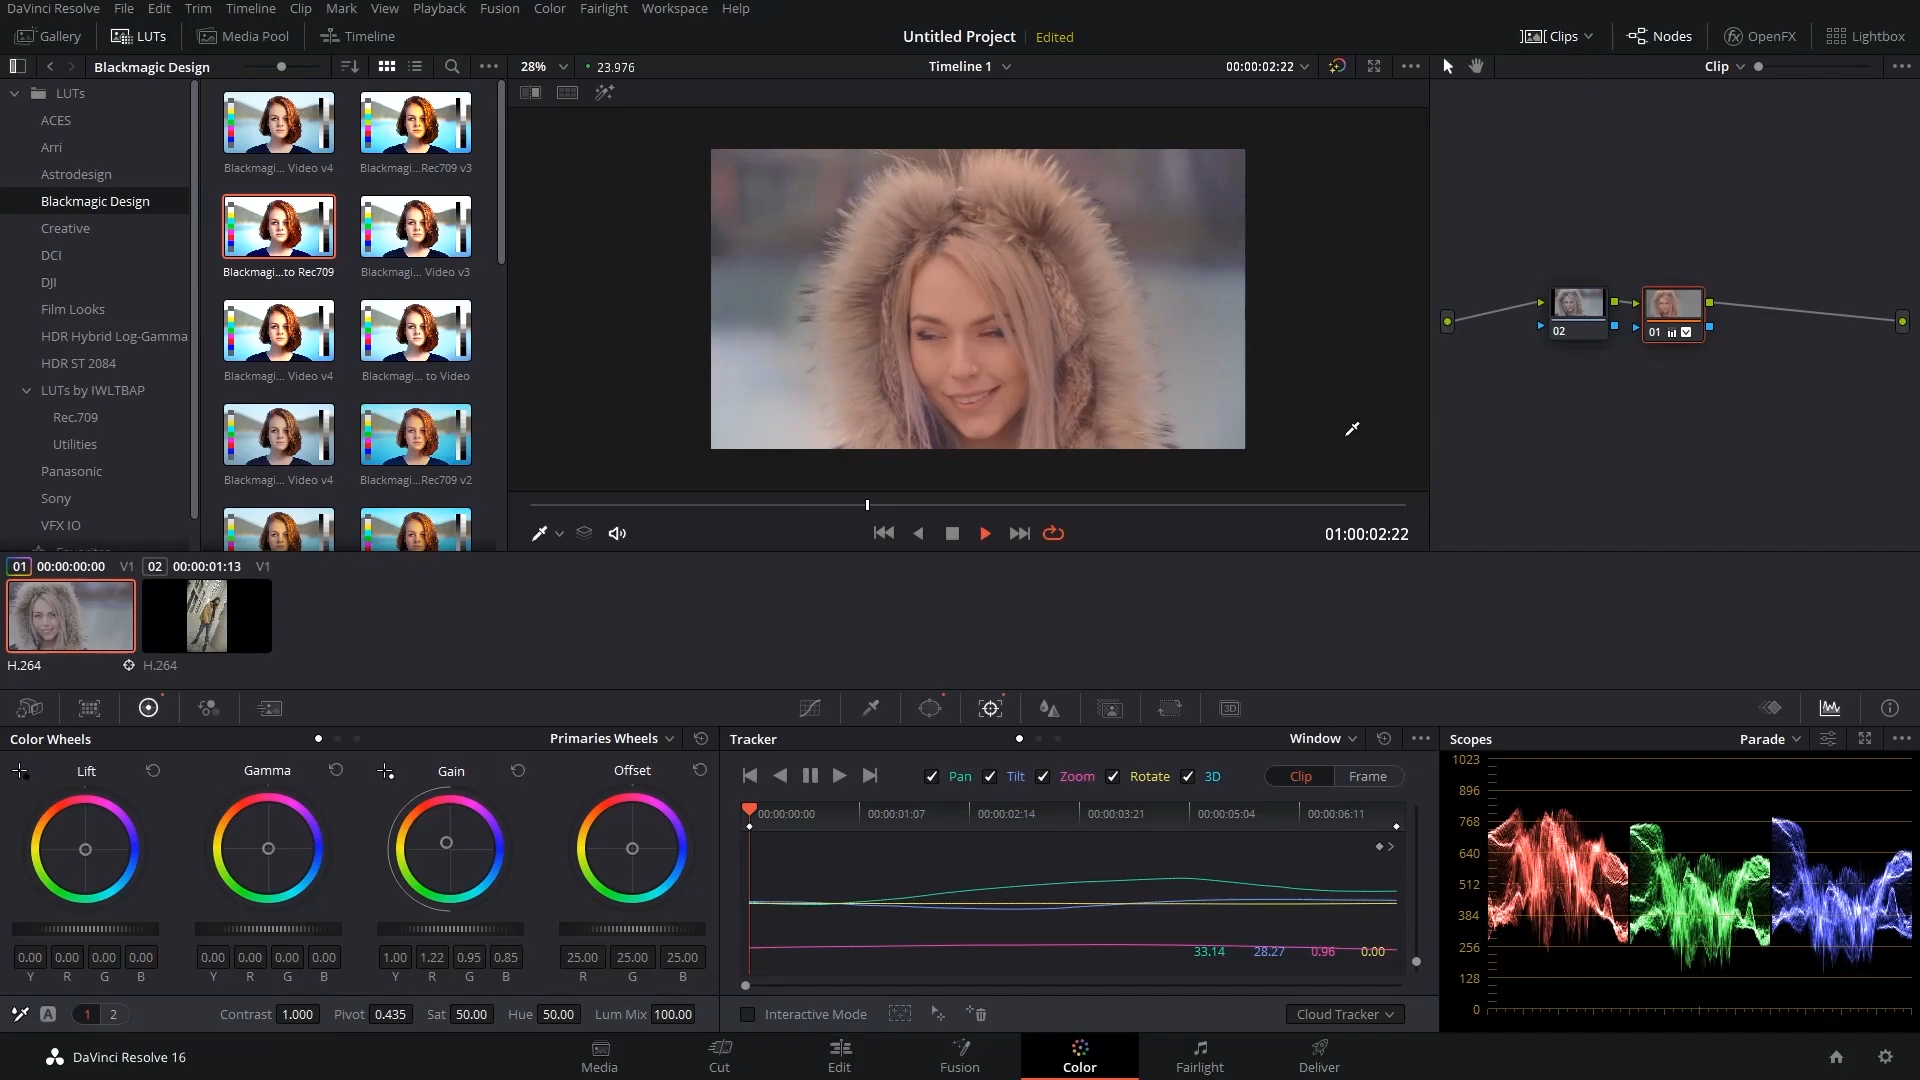 DaVinci Resolve File Edit Trim Timeline Clip Mark View Playback Fusion Color Fairlight Workspace Help
Gallery LUTs Media Pool Timeline Untitled Project Edited Clips Nodes OpenFX Lightbox
Blackmagic Design 28% 23.976 Timeline 1 00:00:02:22 Clip
LUTs
ACES
Arri
Astrodesign
Blackmagic Design
Creative
DCI
DJI
Film Looks
HDR Hybrid Log-Gamma
HDR ST 2084
LUTs by IWLTBAP
Rec.709
Utilities
Panasonic
Sony
VFX IO
Blackmagi... Video v4 Blackmagi...Rec709 v3
Blackmagi...to Rec709 Blackmagi... Video v3
Blackmagi... Video v4 Blackmagi... to Video
Blackmagi... Video v4 Blackmagi...Rec709 v2
02 01
01:00:02:22
01 00:00:00:00 V1 02 00:00:01:13 V1
H.264 H.264
3D
Color Wheels Primaries Wheels Tracker Window Scopes Parade
Lift Gamma Gain Offset
Pan Tilt Zoom Rotate 3D Clip Frame
00:00:00:00 00:00:01:07 00:00:02:14 00:00:03:21 00:00:05:04 00:00:06:11
33.14 28.27 0.96 0.00
0.00 0.00 0.00 0.00 0.00 0.00 0.00 0.00 1.00 1.22 0.95 0.85 25.00 25.00 25.00
Y R G B Y R G B Y R G B R G B
A 1 2 Contrast 1.000 Pivot 0.435 Sat 50.00 Hue 50.00 Lum Mix 100.00
Interactive Mode Cloud Tracker
1023
896
768
640
512
384
256
128
0
DaVinci Resolve 16 Media Cut Edit Fusion Color Fairlight Deliver